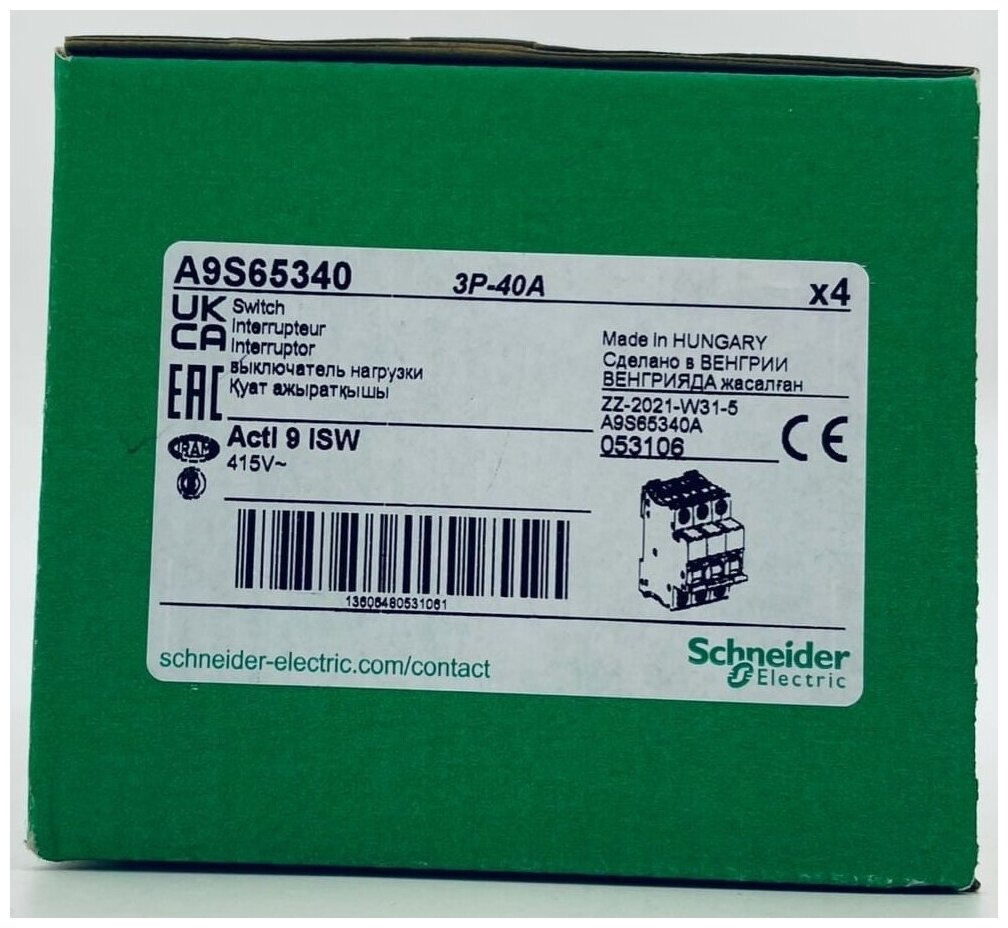 A9S65340 3P-40A x4
UK
CA
Switch
Interrupteur
Interruptor
выключатель нагрузки
Қуат ажыратқышы
EAC
Made in HUNGARY
Сделано в ВЕНГРИИ
ВЕНГРИЯДА жасалған
ZZ-2021-W31-5
A9S65340A
053106
CE
Acti 9 ISW
415V~
13606480531061
schneider-electric.com/contact
Schneider
Electric